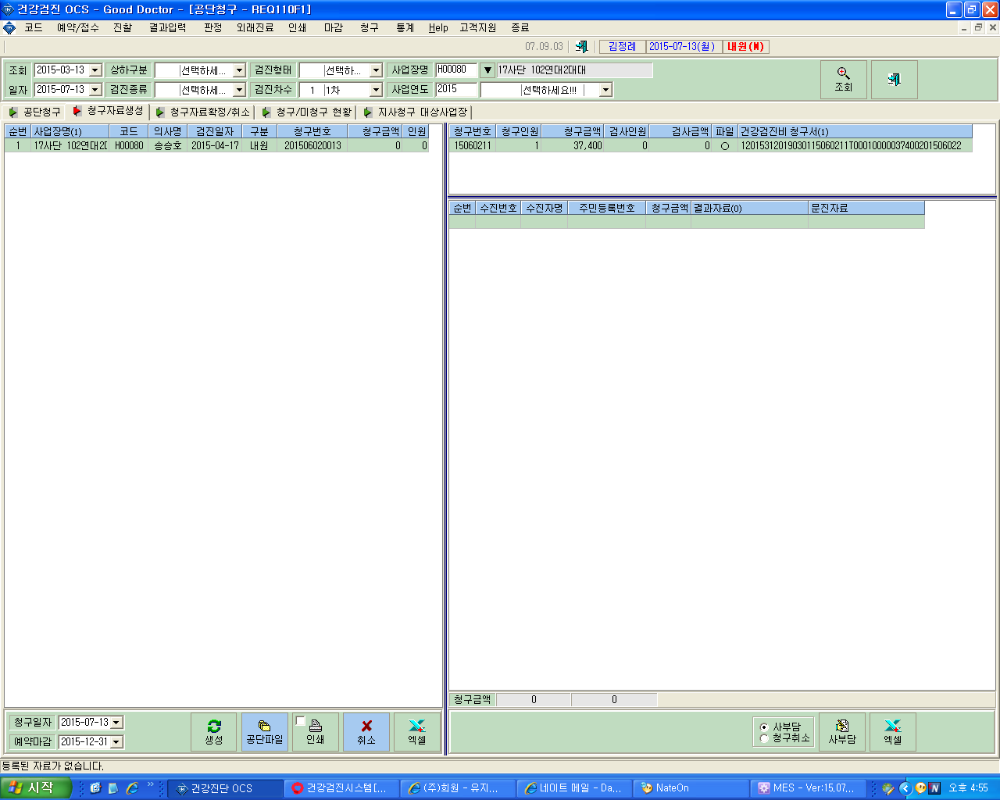 건강검진 OCS - Good Doctor - [공단청구 - REQ110F1]
코드 예약/접수 진찰 결과입력 판정 외래진료 인쇄 마감 청구 통계 Help 고객지원 종료
07.09.03 김정례 2015-07-13(월) 내원(M)
조회 2015-03-13 상하구분 |선택하세... 검진형태 |선택하... 사업장명 H00080 ▼ 17사단 102연대2대대
일자 2015-07-13 검진종류 |선택하세... 검진차수 1 |1차 사업연도 2015 |선택하세요!!! |
조회
공단청구 청구자료생성 청구자료확정/취소 청구/미청구 현황 지사청구 대상사업장
순번 사업장명(1) 코드 의사명 검진일자 구분 청구번호 청구금액 인원
1 17사단 102연대2[ H00080 송승호 2015-04-17 내원 201506020013 0 0
청구번호 청구인원 청구금액 검사인원 검사금액 파일 건강검진비 청구서(1)
15060211 1 37,400 0 0 ○ 12015312019030115060211T0001000003740020150602​2
순번 수진번호 수진자명 주민등록번호 청구금액 결과자료(0) 문진자료
청구금액 0 0
청구일자 2015-07-13
예약마감 2015-12-31
생성 공단파일 인쇄 취소 엑셀
사부담
청구취소
사부담 엑셀
등록된 자료가 없습니다.
시작 건강진단 OCS 건강검진시스템[... (주)회원 - 유지... 네이트 메일 - Da... NateOn MES - Ver:15,07... 오후 4:55